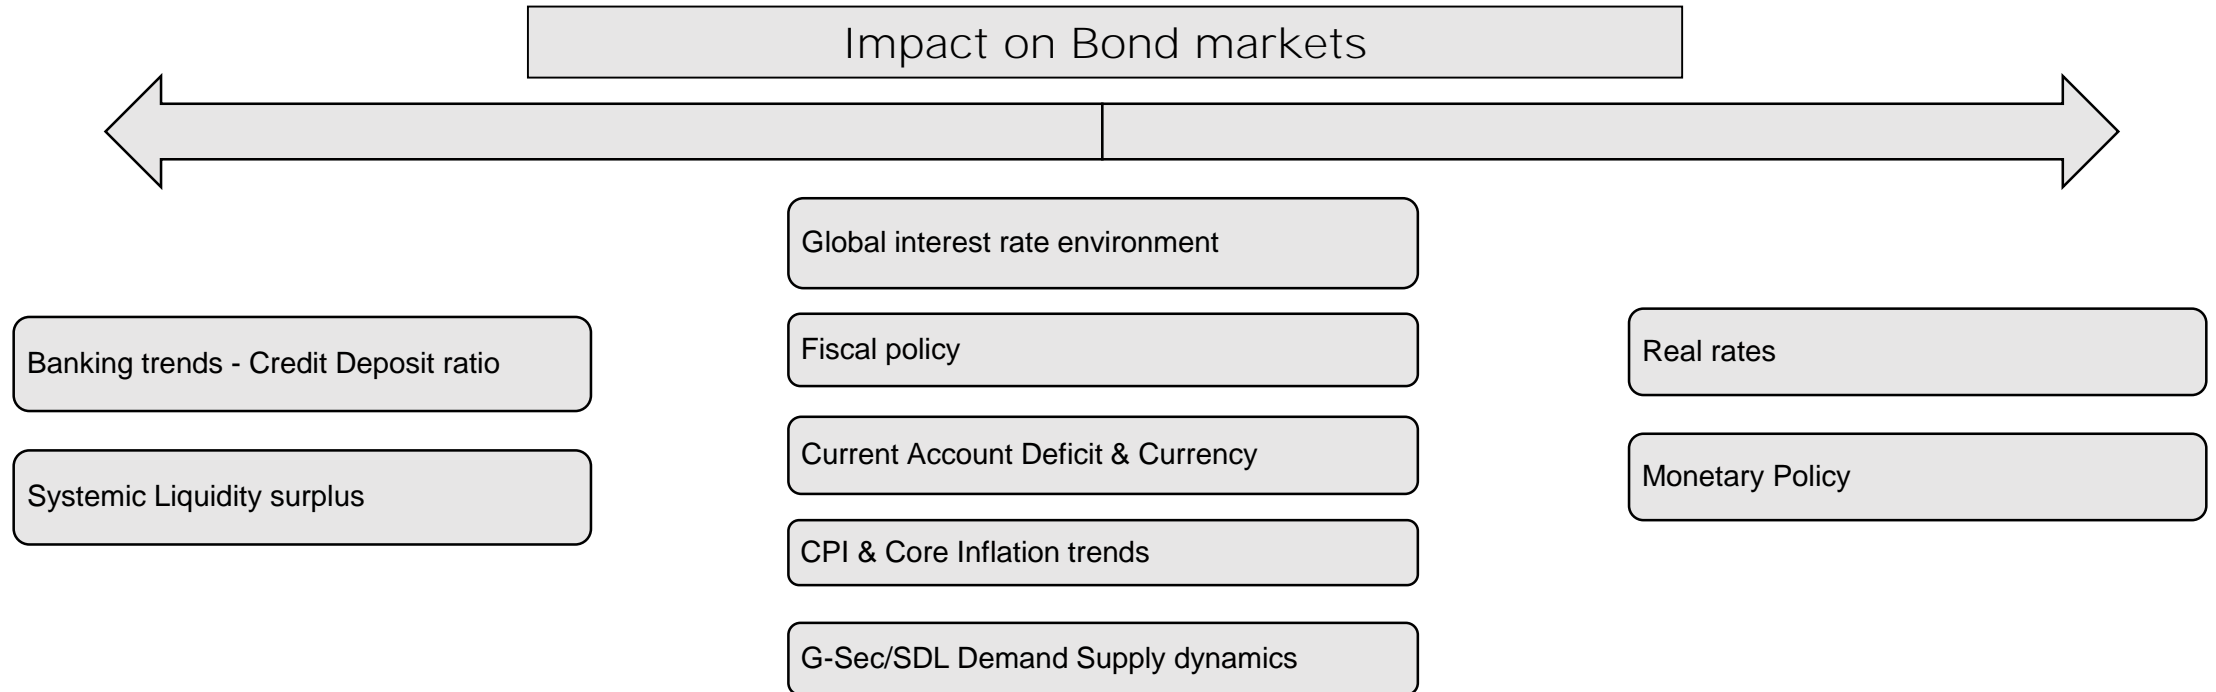 Impact on Bond markets
Banking trends - Credit Deposit ratio
Systemic Liquidity surplus
Global interest rate environment
Fiscal policy
Current Account Deficit & Currency
CPI & Core Inflation trends
G-Sec/SDL Demand Supply dynamics
Real rates
Monetary Policy